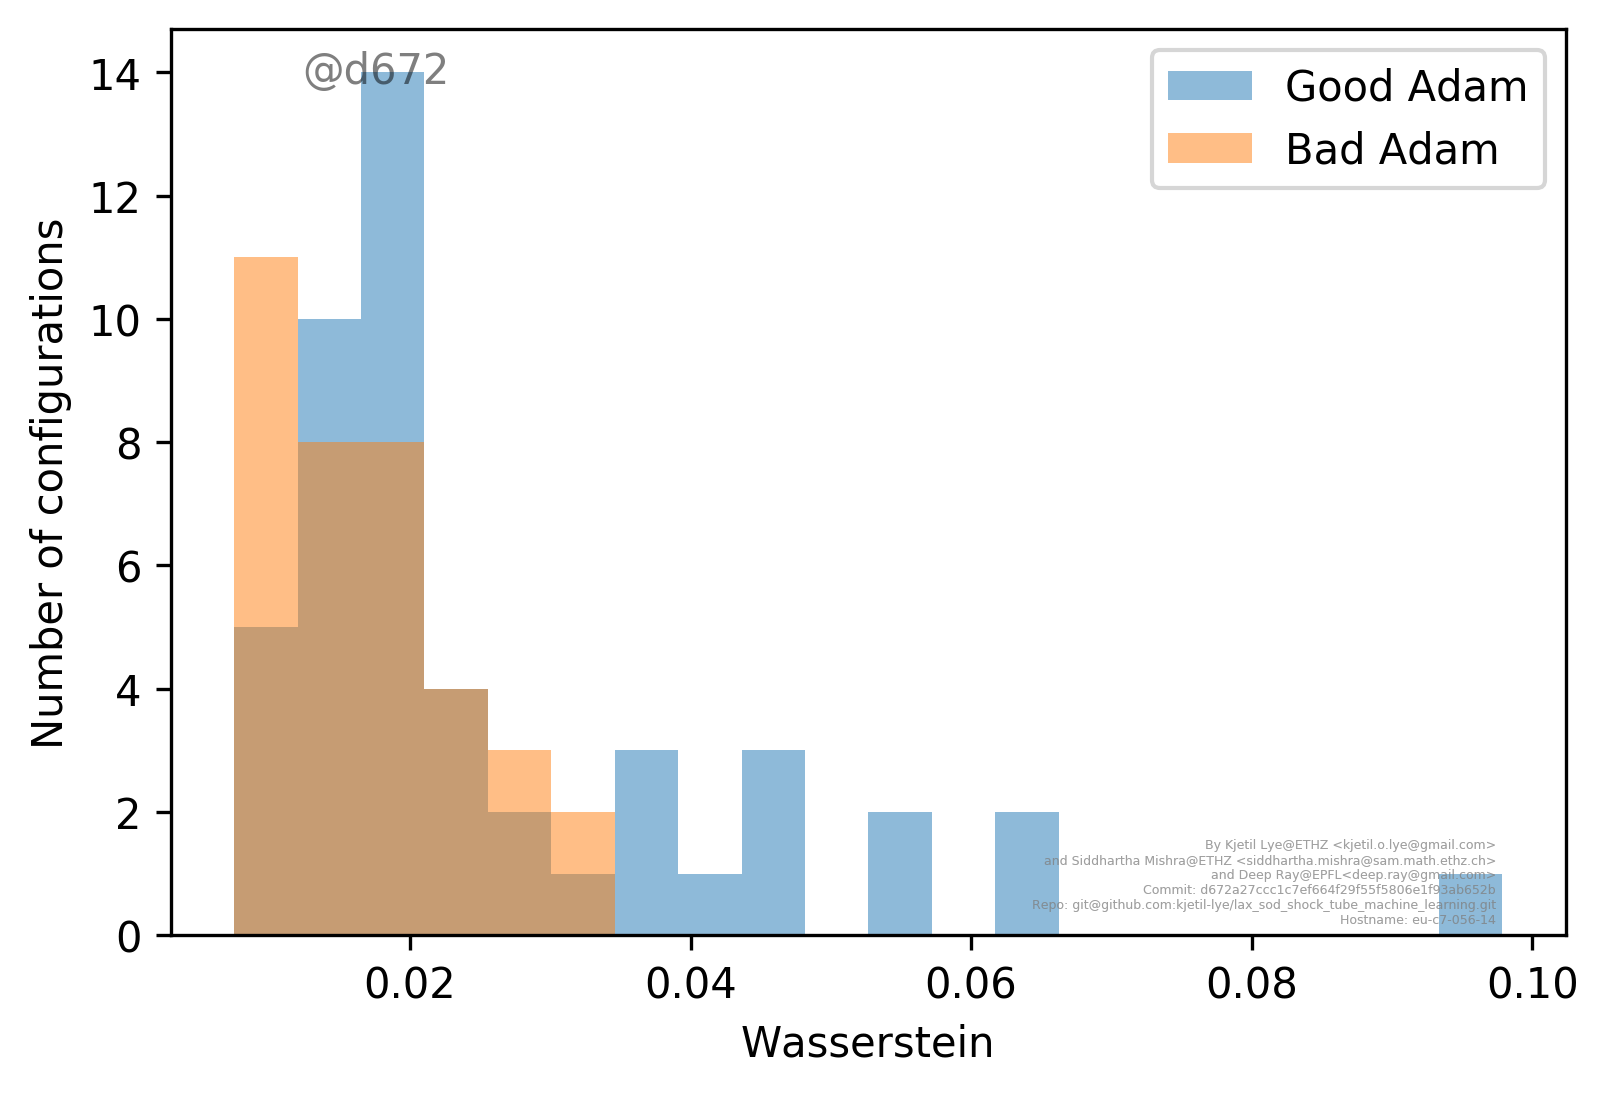 @d672
Good Adam
Bad Adam
14
12
10
8
6
4
2
0
Number of configurations
0.02
0.04
0.06
0.08
0.10
Wasserstein
By Kjetil Lye@ETHZ <kjetil.o.lye@gmail.com>
and Siddhartha Mishra@ETHZ <siddhartha.mishra@sam.math.ethz.ch>
and Deep Ray@EPFL<deep.ray@gmail.com>
Commit: d672a27ccc1c7ef664f29f55f5806e1f93ab652b
Repo: git@github.com:kjetil-lye/lax_sod_shock_tube_machine_learning.git
Hostname: eu-c7-056-14